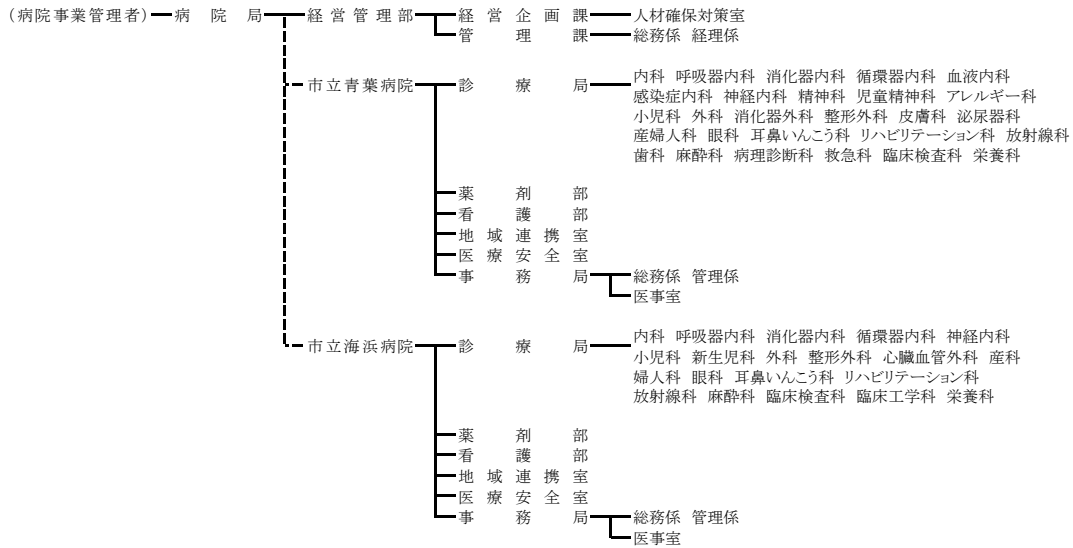 (病院事業管理者) 病院局 経営管理部 経営企画課 人材確保対策室
管理課 総務係 経理係
市立青葉病院 診療局 内科 呼吸器内科 消化器内科 循環器内科 血液内科
感染症内科 神経内科 精神科 児童精神科 アレルギー科
小児科 外科 消化器外科 整形外科 皮膚科 泌尿器科
産婦人科 眼科 耳鼻いんこう科 リハビリテーション科 放射線科
歯科 麻酔科 病理診断科 救急科 臨床検査科 栄養科
薬剤部
看護部
地域連携室
医療安全室
事務局 総務係 管理係
医事室
市立海浜病院 診療局 内科 呼吸器内科 消化器内科 循環器内科 神経内科
小児科 新生児科 外科 整形外科 心臓血管外科 産科
婦人科 眼科 耳鼻いんこう科 リハビリテーション科
放射線科 麻酔科 臨床検査科 臨床工学科 栄養科
薬剤部
看護部
地域連携室
医療安全室
事務局 総務係 管理係
医事室